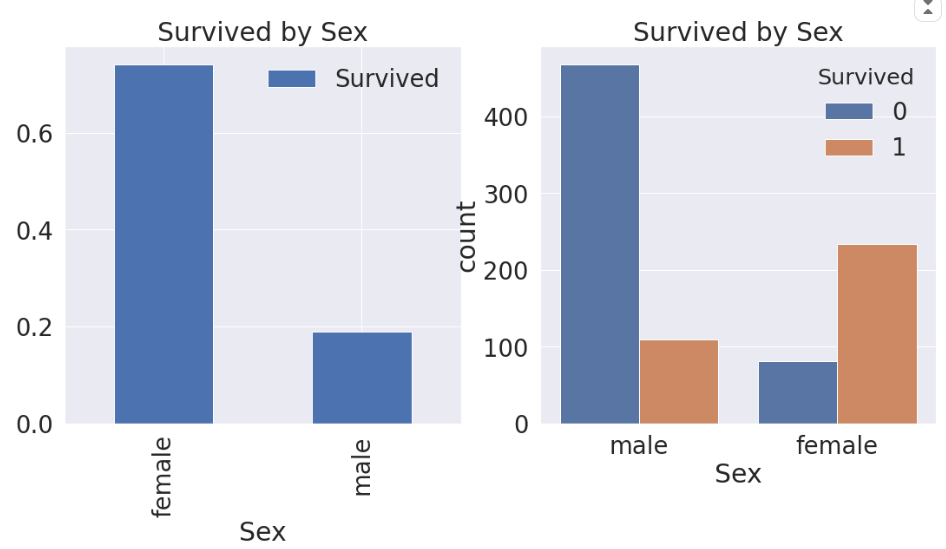 Survived by Sex
Survived
0.6
0.4
0.2
0.0
female
male
Sex
Survived by Sex
Survived
0
1
400
300
200
100
0
count
male female
Sex